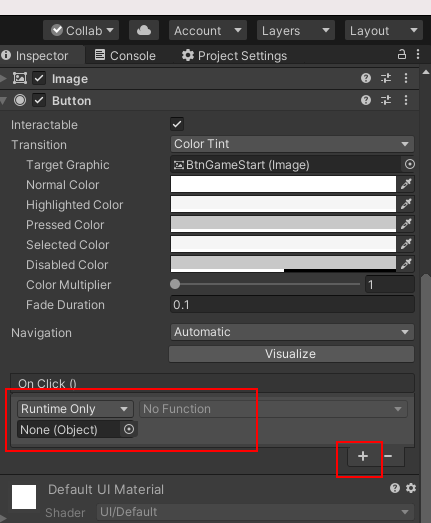 Collab Account Layers Layout
Inspector Console Project Settings
Image
Button
Interactable
Transition Color Tint
Target Graphic BtnGameStart (Image)
Normal Color
Highlighted Color
Pressed Color
Selected Color
Disabled Color
Color Multiplier 1
Fade Duration 0.1
Navigation Automatic
Visualize
On Click ()
Runtime Only No Function
None (Object)
+ −
Default UI Material
Shader UI/Default